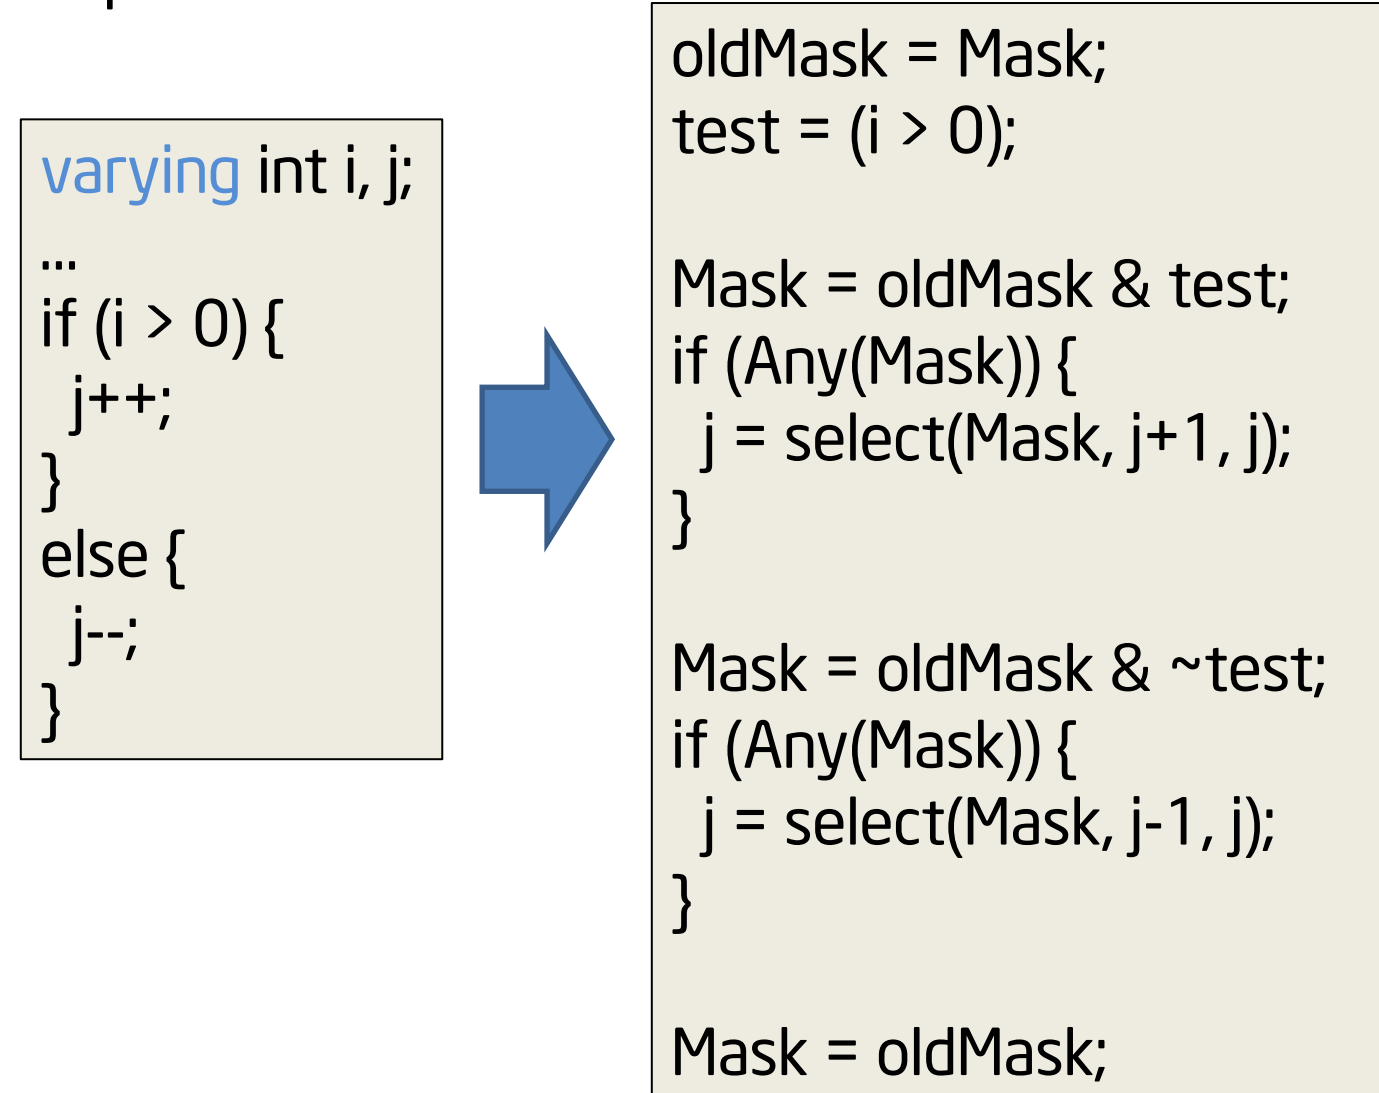 varying int i, j;
...
if (i > 0) {
j++;
}
else {
j--;
}
oldMask = Mask;
test = (i > 0);
Mask = oldMask & test;
if (Any(Mask)) {
j = select(Mask, j+1, j);
}
Mask = oldMask & ~test;
if (Any(Mask)) {
j = select(Mask, j-1, j);
}
Mask = oldMask;